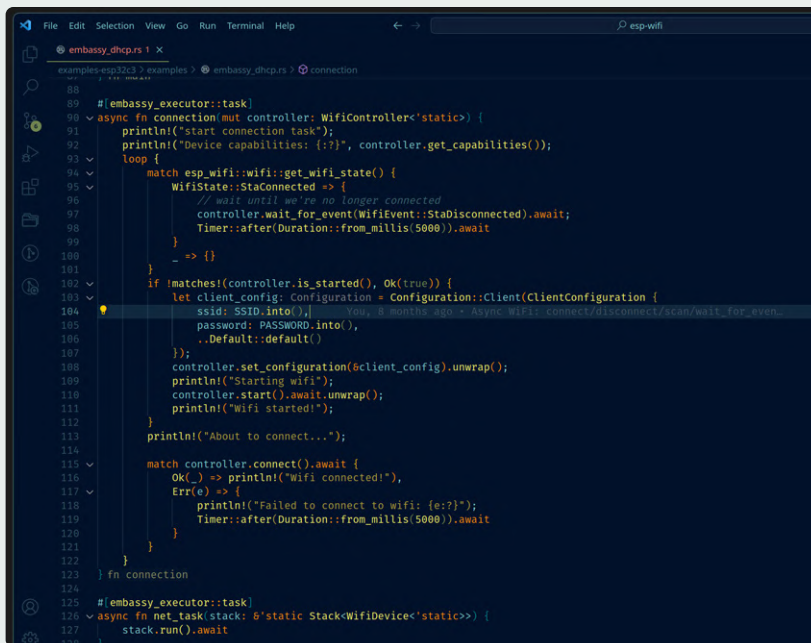 File Edit Selection View Go Run Terminal Help
esp-wifi
embassy_dhcp.rs 1
examples-esp32c3 > examples > embassy_dhcp.rs > connection
87 } fn main
88
89 #[embassy_executor::task]
90 async fn connection(mut controller: WifiController<'static>) {
91 println!("start connection task");
92 println!("Device capabilities: {:?}", controller.get_capabilities());
93 loop {
94 match esp_wifi::wifi::get_wifi_state() {
95 WifiState::StaConnected => {
96 // wait until we're no longer connected
97 controller.wait_for_event(WifiEvent::StaDisconnected).await;
98 Timer::after(Duration::from_millis(5000)).await
99 }
100 _ => {}
101 }
102 if !matches!(controller.is_started(), Ok(true)) {
103 let client_config: Configuration = Configuration::Client(ClientConfiguration {
104 ssid: SSID.into(), You, 8 months ago • Async WiFi: connect/disconnect/scan/wait_for_even…
105 password: PASSWORD.into(),
106 ..Default::default()
107 });
108 controller.set_configuration(&client_config).unwrap();
109 println!("Starting wifi");
110 controller.start().await.unwrap();
111 println!("Wifi started!");
112 }
113 println!("About to connect...");
114
115 match controller.connect().await {
116 Ok(_) => println!("Wifi connected!"),
117 Err(e) => {
118 println!("Failed to connect to wifi: {e:?}");
119 Timer::after(Duration::from_millis(5000)).await
120 }
121 }
122 }
123 } fn connection
124
125 #[embassy_executor::task]
126 async fn net_task(stack: &'static Stack<WifiDevice<'static>>) {
127 stack.run().await